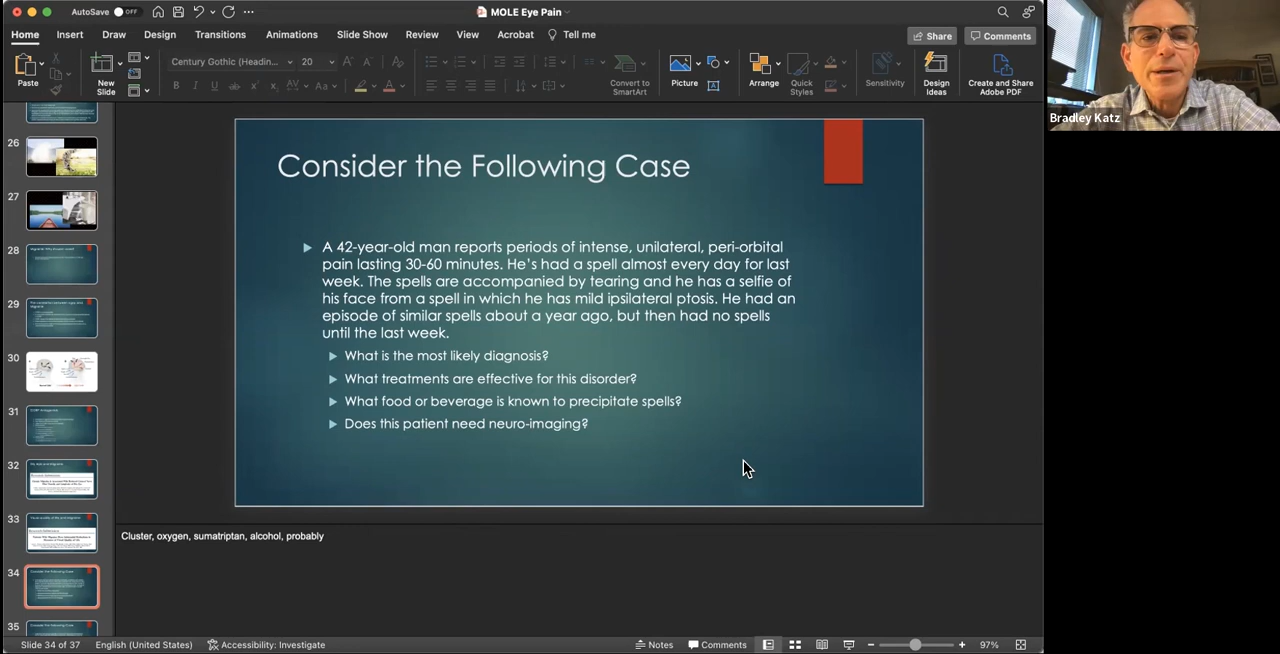 AutoSave OFF
MOLE Eye Pain
Home Insert Draw Design Transitions Animations Slide Show Review View Acrobat Tell me
Share Comments
Paste
New Slide
Century Gothic (Headin... 20
Convert to SmartArt
Picture
Arrange
Quick Styles
Sensitivity
Design Ideas
Create and Share Adobe PDF
Bradley Katz
26
27
28
29
30
31
32
33
34
35
Consider the Following Case
A 42-year-old man reports periods of intense, unilateral, peri-orbital
pain lasting 30-60 minutes. He's had a spell almost every day for last
week. The spells are accompanied by tearing and he has a selfie of
his face from a spell in which he has mild ipsilateral ptosis. He had an
episode of similar spells about a year ago, but then had no spells
until the last week.
What is the most likely diagnosis?
What treatments are effective for this disorder?
What food or beverage is known to precipitate spells?
Does this patient need neuro-imaging?
Cluster, oxygen, sumatriptan, alcohol, probably
Slide 34 of 37 English (United States) Accessibility: Investigate Notes Comments 97%